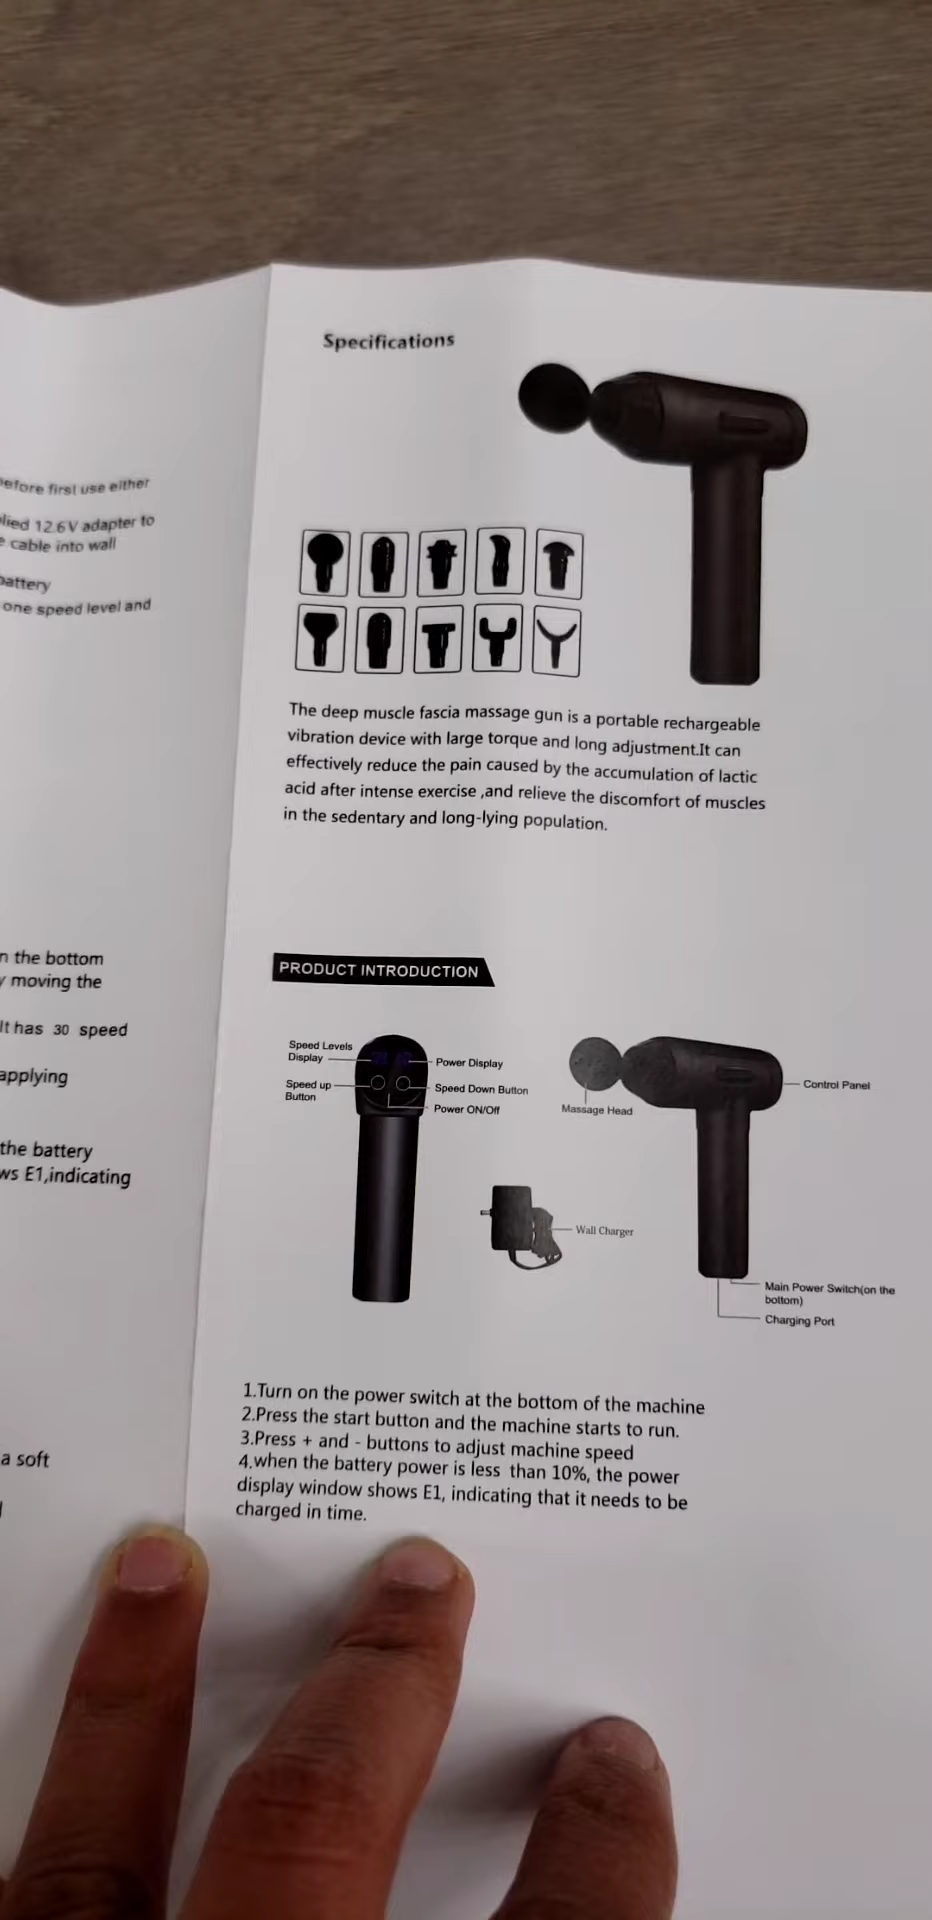 before first use either
12.6V adapter to
cable into wall
battery
one speed level and
the bottom
moving the
It has 30 speed
applying
the battery
E1,indicating
a soft
Specifications
The deep muscle fascia massage gun is a portable rechargeable
vibration device with large torque and long adjustment.It can
effectively reduce the pain caused by the accumulation of lactic
acid after intense exercise ,and relieve the discomfort of muscles
in the sedentary and long-lying population.
PRODUCT INTRODUCTION
Speed Levels
Display
Power Display
Speed up
Button
Speed Down Button
Power ON/Off
Massage Head
Control Panel
Wall Charger
Main Power Switch(on the
bottom)
Charging Port
1.Turn on the power switch at the bottom of the machine
2.Press the start button and the machine starts to run.
3.Press + and - buttons to adjust machine speed
4.when the battery power is less than 10%, the power
display window shows E1, indicating that it needs to be
charged in time.